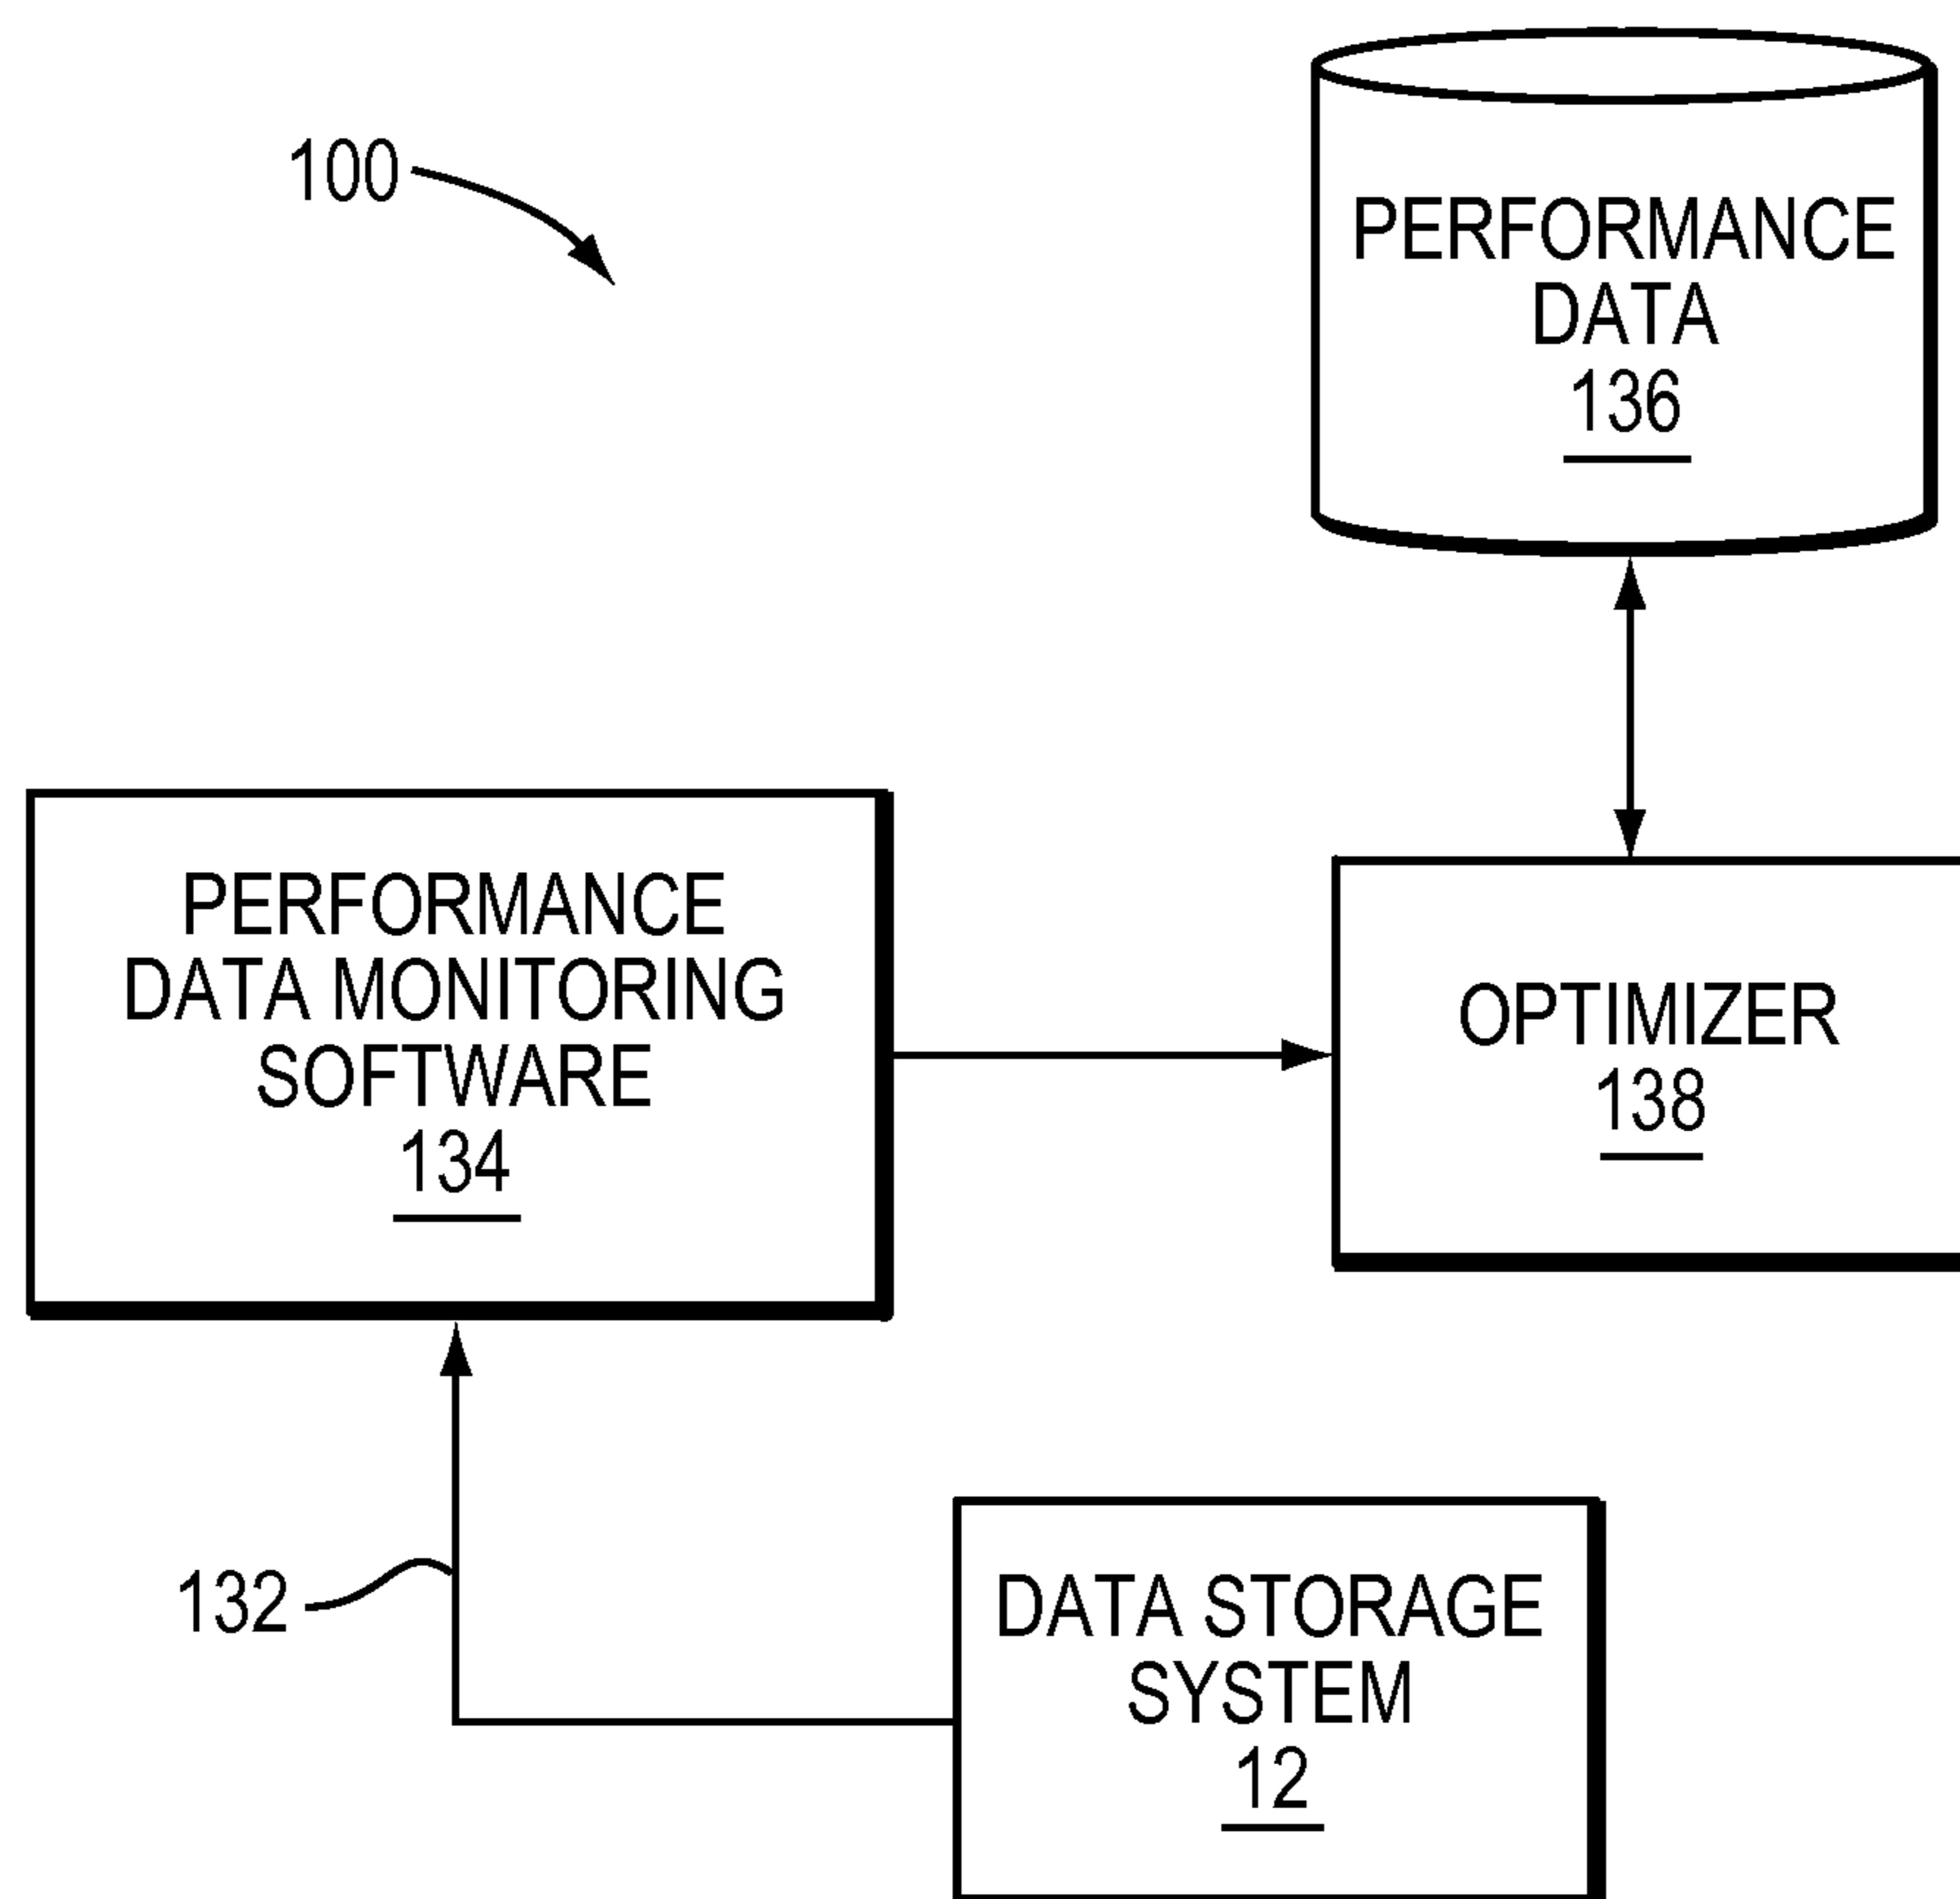 100
PERFORMANCE
DATA
136
PERFORMANCE
DATA MONITORING
SOFTWARE
134
OPTIMIZER
138
132
DATA STORAGE
SYSTEM
12